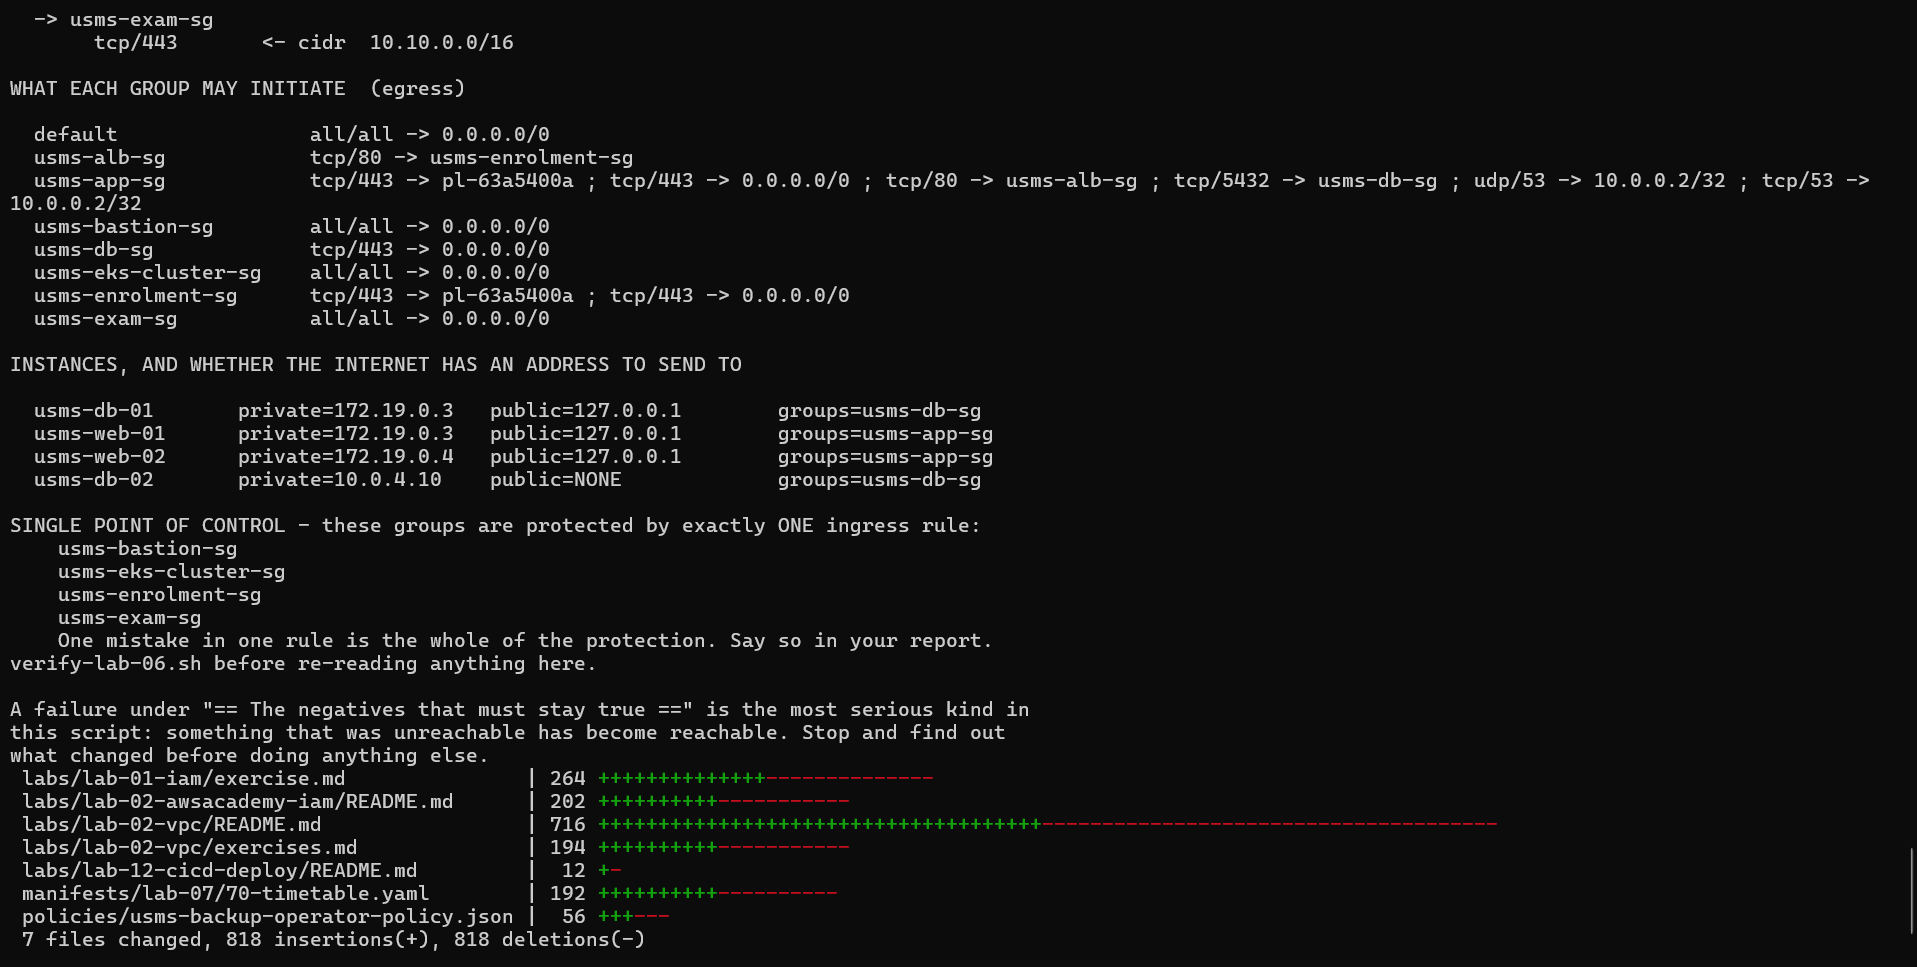 -> usms-exam-sg
tcp/443 <- cidr 10.10.0.0/16
WHAT EACH GROUP MAY INITIATE (egress)
default all/all -> 0.0.0.0/0
usms-alb-sg tcp/80 -> usms-enrolment-sg
usms-app-sg tcp/443 -> pl-63a5400a ; tcp/443 -> 0.0.0.0/0 ; tcp/80 -> usms-alb-sg ; tcp/5432 -> usms-db-sg ; udp/53 -> 10.0.0.2/32 ; tcp/53 ->
10.0.0.2/32
usms-bastion-sg all/all -> 0.0.0.0/0
usms-db-sg tcp/443 -> 0.0.0.0/0
usms-eks-cluster-sg all/all -> 0.0.0.0/0
usms-enrolment-sg tcp/443 -> pl-63a5400a ; tcp/443 -> 0.0.0.0/0
usms-exam-sg all/all -> 0.0.0.0/0
INSTANCES, AND WHETHER THE INTERNET HAS AN ADDRESS TO SEND TO
usms-db-01 private=172.19.0.3 public=127.0.0.1 groups=usms-db-sg
usms-web-01 private=172.19.0.3 public=127.0.0.1 groups=usms-app-sg
usms-web-02 private=172.19.0.4 public=127.0.0.1 groups=usms-app-sg
usms-db-02 private=10.0.4.10 public=NONE groups=usms-db-sg
SINGLE POINT OF CONTROL - these groups are protected by exactly ONE ingress rule:
usms-bastion-sg
usms-eks-cluster-sg
usms-enrolment-sg
usms-exam-sg
One mistake in one rule is the whole of the protection. Say so in your report.
verify-lab-06.sh before re-reading anything here.
A failure under "== The negatives that must stay true ==" is the most serious kind in
this script: something that was unreachable has become reachable. Stop and find out
what changed before doing anything else.
labs/lab-01-iam/exercise.md | 264 ++++++++++++++--------------
labs/lab-02-awsacademy-iam/README.md | 202 ++++++++++-----------
labs/lab-02-vpc/README.md | 716 +++++++++++++++++++++++++++++++++++++--------------------------------------
labs/lab-02-vpc/exercises.md | 194 ++++++++++-----------
labs/lab-12-cicd-deploy/README.md | 12 +-
manifests/lab-07/70-timetable.yaml | 192 ++++++++++----------
policies/usms-backup-operator-policy.json | 56 +++---
7 files changed, 818 insertions(+), 818 deletions(-)